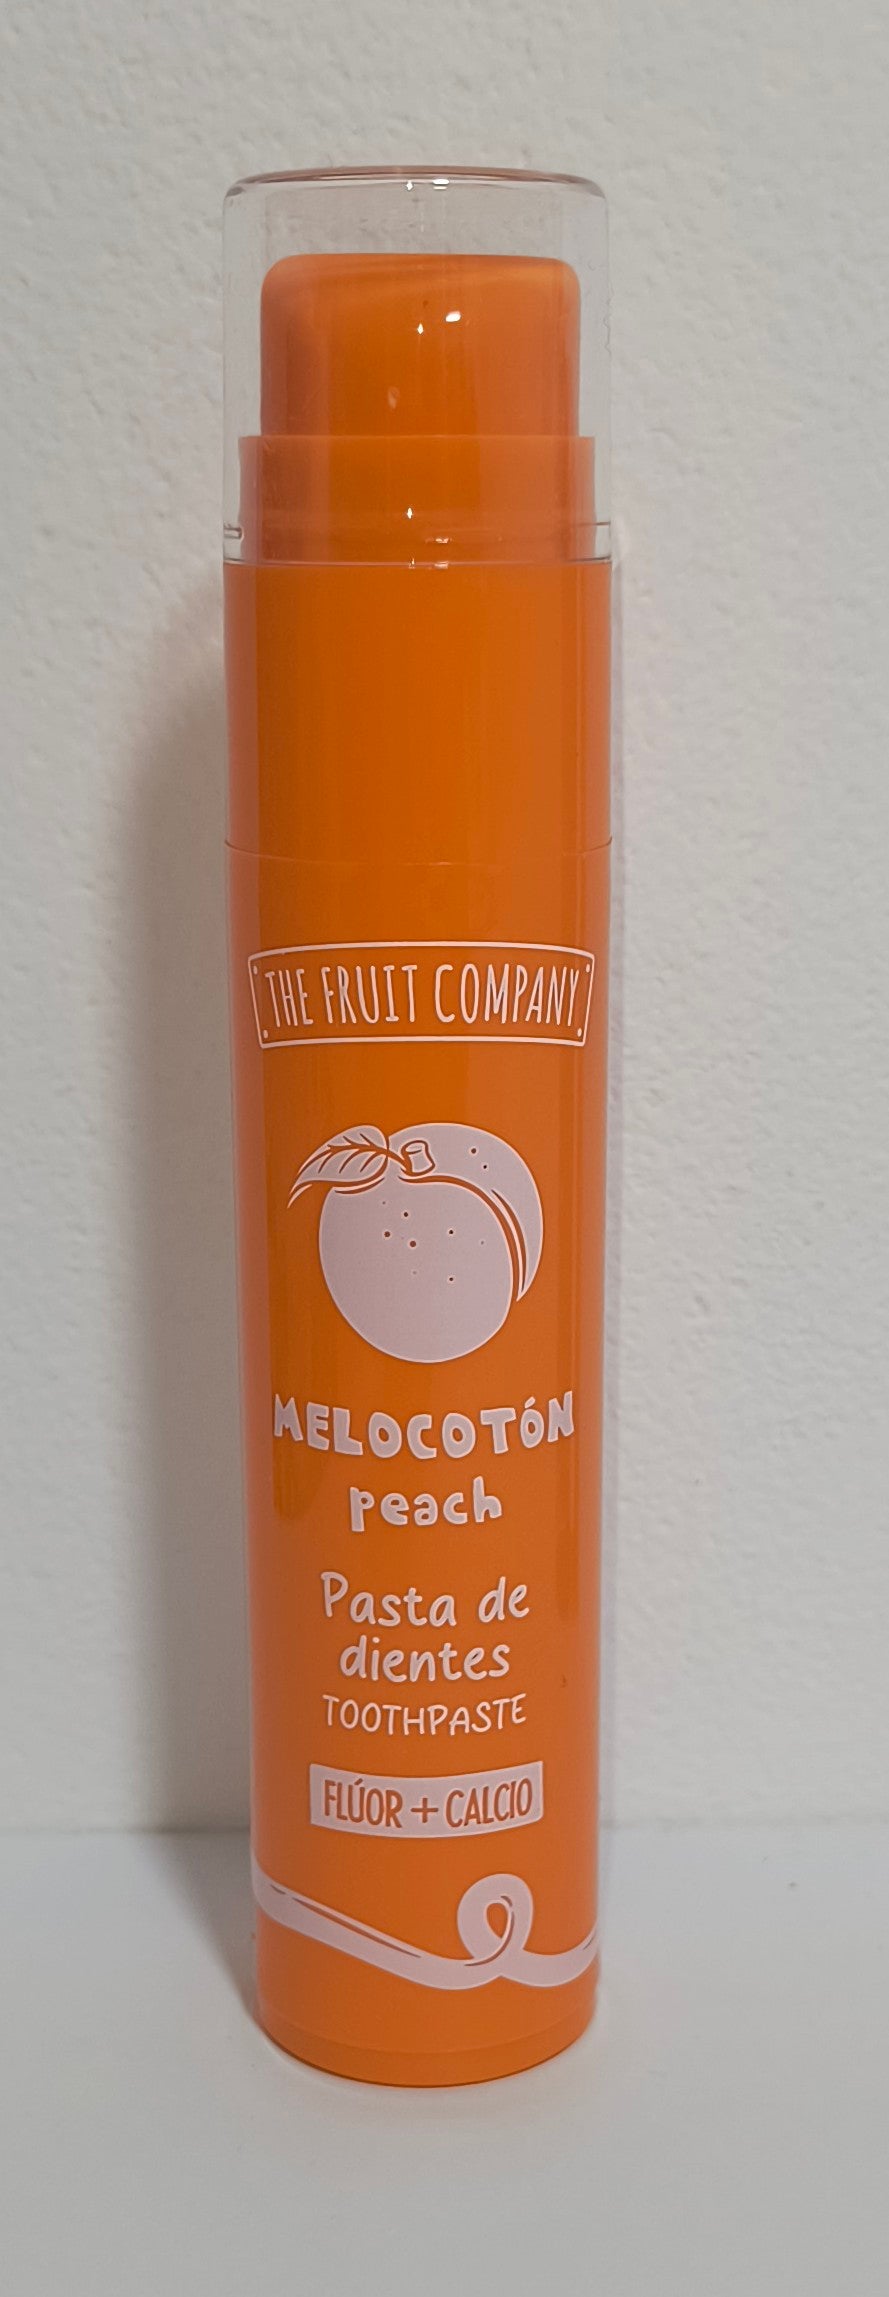 THE FRUIT COMPANY
MELOCOTÓN
peach
Pasta de
dientes
TOOTHPASTE
FLÚOR + CALCIO